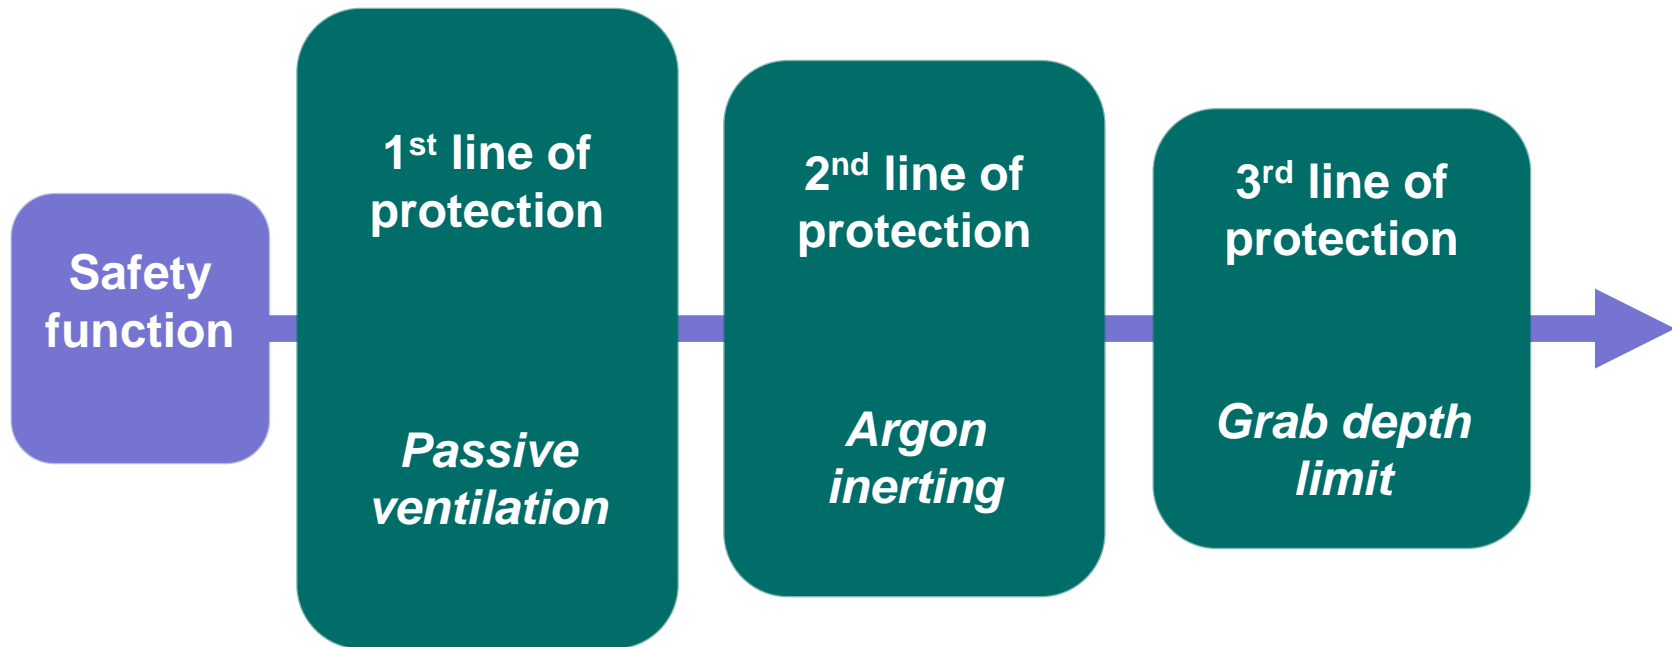 Safety
function
1st line of
protection
Passive
ventilation
2nd line of
protection
Argon
inerting
3rd line of
protection
Grab depth
limit